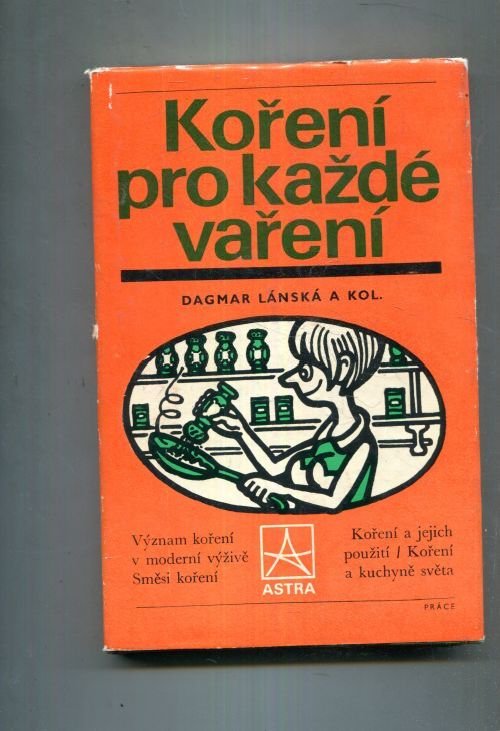 Koření
pro každé
vaření
DAGMAR LÁNSKÁ A KOL.
Význam koření
v moderní výživě
Směsi koření
ASTRA
Koření a jejich
použití / Koření
a kuchyně světa
PRÁCE